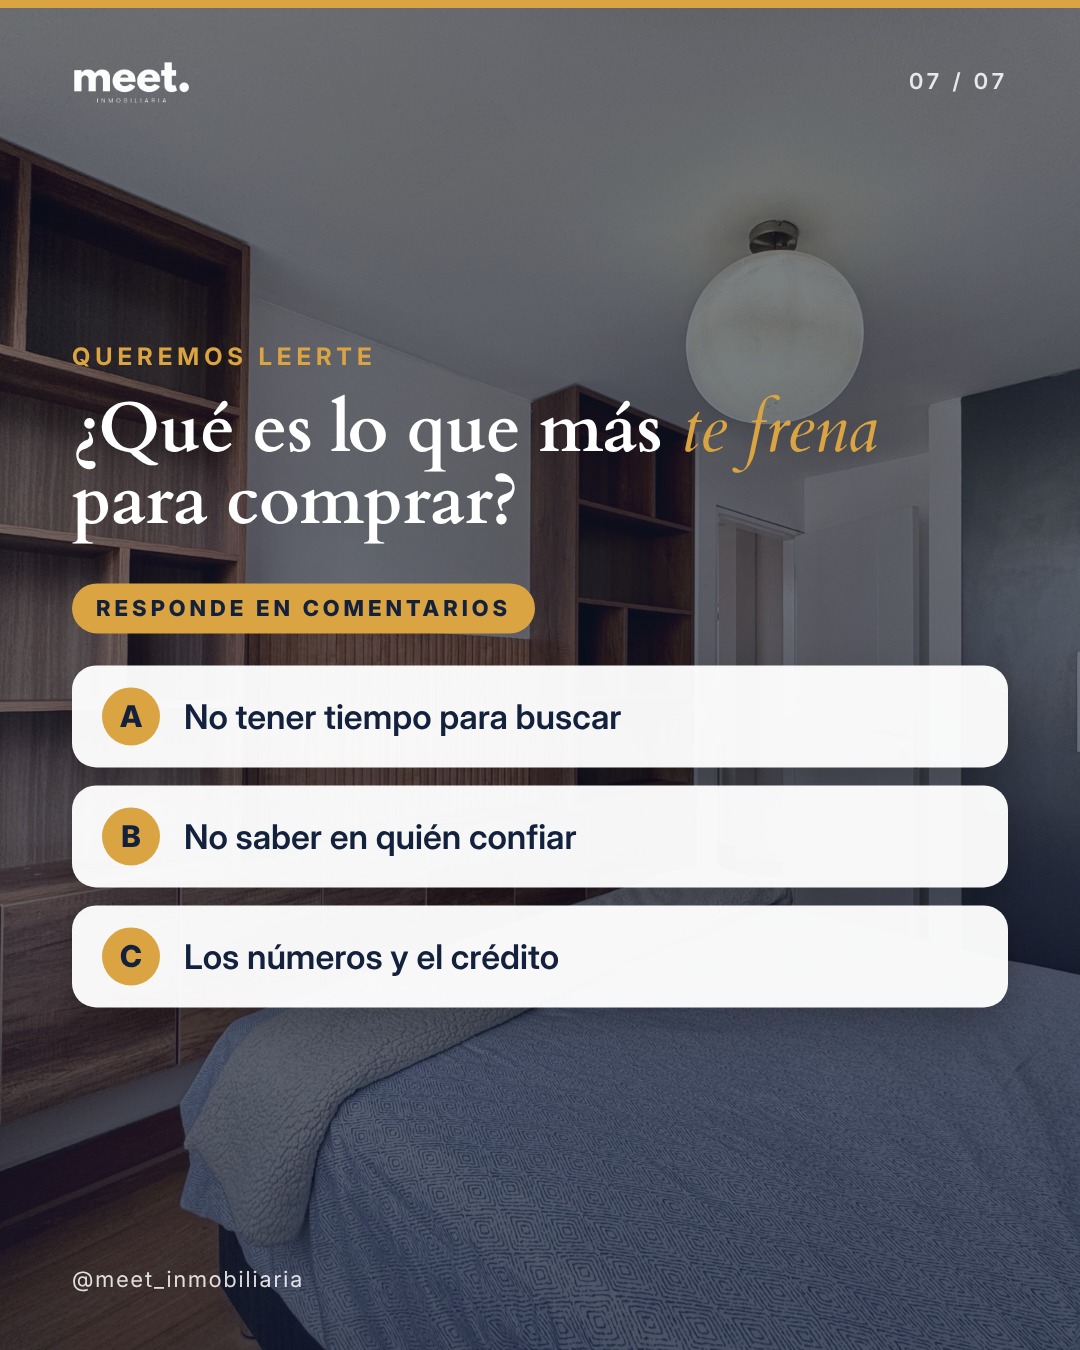 meet.
INMOBILIARIA
07 / 07
QUEREMOS LEERTE
¿Qué es lo que más te frena
para comprar?
RESPONDE EN COMENTARIOS
A No tener tiempo para buscar
B No saber en quién confiar
C Los números y el crédito
@meet_inmobiliaria